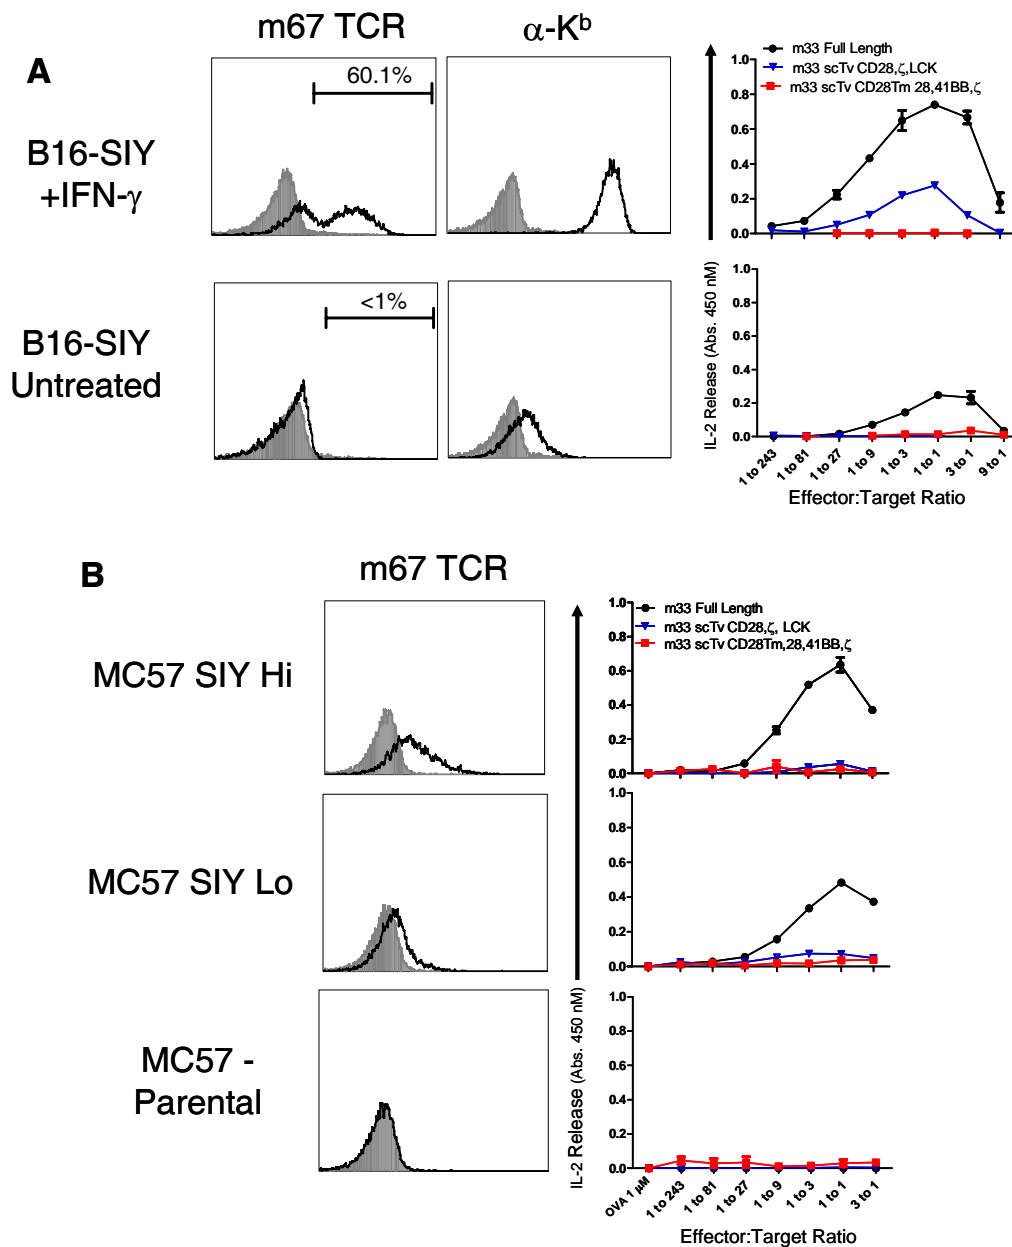 A
m67 TCR
α-Kᵇ
B16-SIY
+IFN-γ
60.1%
m33 Full Length
m33 scTv CD28,ζ,LCK
m33 scTv CD28Tm 28,41BB,ζ
1.0
0.8
0.6
0.4
0.2
0.0
B16-SIY
Untreated
<1%
IL-2 Release (Abs. 450 nM)
1.0
0.8
0.6
0.4
0.2
0.0
1 to 243
1 to 81
1 to 27
1 to 9
1 to 3
1 to 1
3 to 1
9 to 1
Effector:Target Ratio
B
m67 TCR
MC57 SIY Hi
m33 Full Length
m33 scTv CD28,ζ, LCK
m33 scTv CD28Tm,28,41BB,ζ
1.0
0.8
0.6
0.4
0.2
0.0
MC57 SIY Lo
1.0
0.8
0.6
0.4
0.2
0.0
MC57 -
Parental
IL-2 Release (Abs. 450 nM)
1.0
0.8
0.6
0.4
0.2
0.0
OVA 1 μM
1 to 243
1 to 81
1 to 27
1 to 9
1 to 3
1 to 1
3 to 1
Effector:Target Ratio